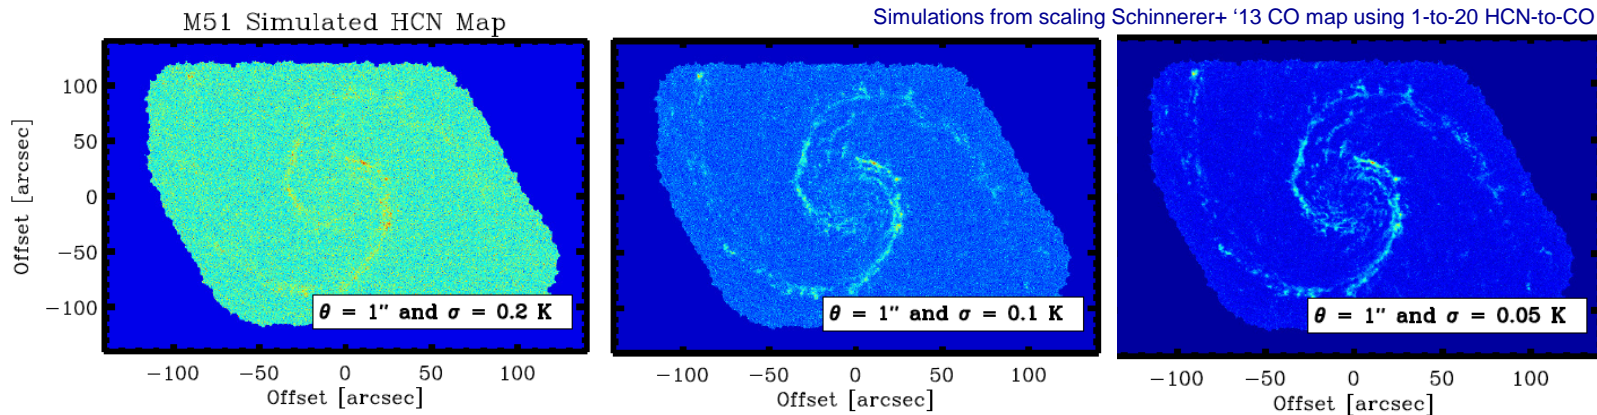 Simulations from scaling Schinnerer+ ‘13 CO map using 1-to-20 HCN-to-CO
M51 Simulated HCN Map
Offset [arcsec]
100
50
0
−50
−100
θ = 1″ and σ = 0.2 K
θ = 1″ and σ = 0.1 K
θ = 1″ and σ = 0.05 K
−100 −50 0 50 100
−100 −50 0 50 100
−100 −50 0 50 100
Offset [arcsec]
Offset [arcsec]
Offset [arcsec]